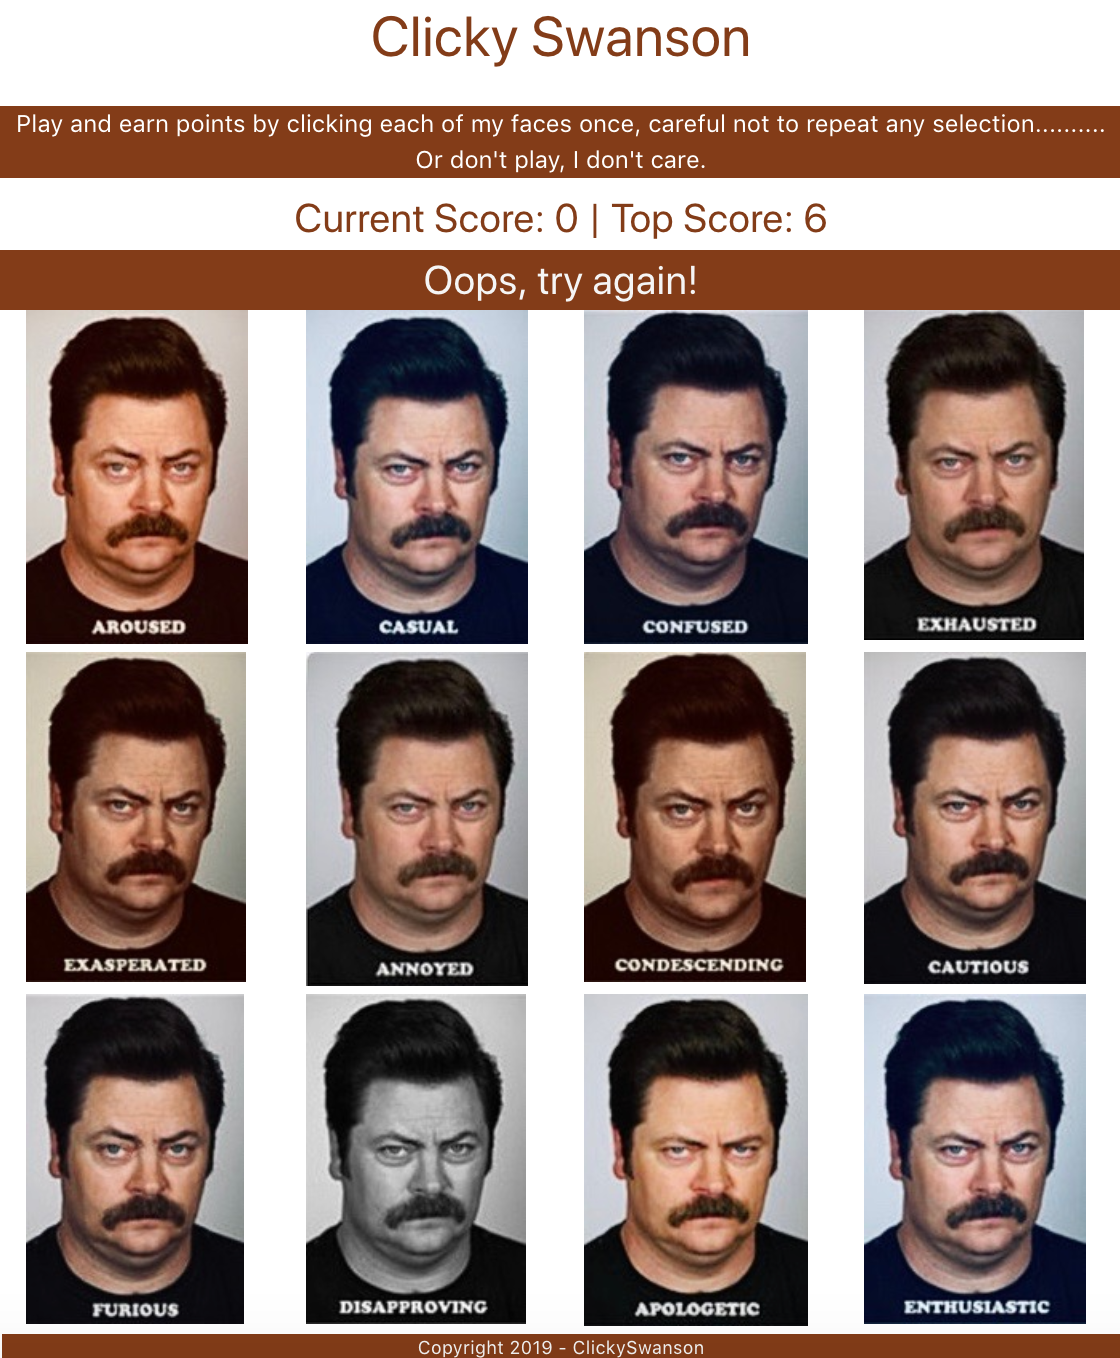 Clicky Swanson
Play and earn points by clicking each of my faces once, careful not to repeat any selection..........
Or don't play, I don't care.
Current Score: 0 | Top Score: 6
Oops, try again!
AROUSED
CASUAL
CONFUSED
EXHAUSTED
EXASPERATED
ANNOYED
CONDESCENDING
CAUTIOUS
FURIOUS
DISAPPROVING
APOLOGETIC
ENTHUSIASTIC
Copyright 2019 - ClickySwanson